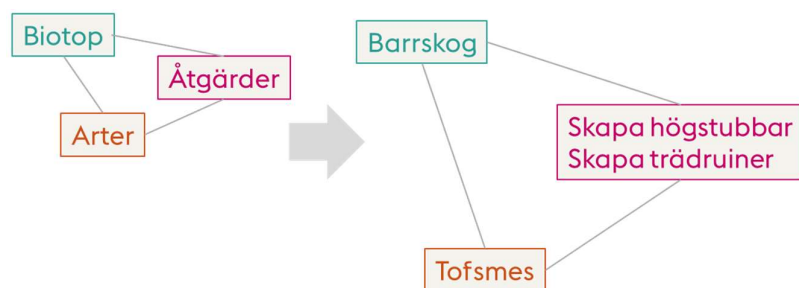 Biotop
Åtgärder
Arter
Barrskog
Skapa högstubbar
Skapa trädruiner
Tofsmes